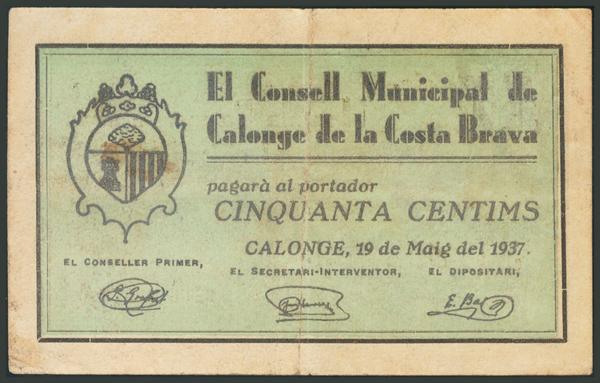 El Consell Municipal de
Calonge de la Costa Brava
pagarà al portador
CINQUANTA CENTIMS
CALONGE, 19 de Maig del 1937.
EL CONSELLER PRIMER,
EL SECRETARI-INTERVENTOR,
EL DIPOSITARI,